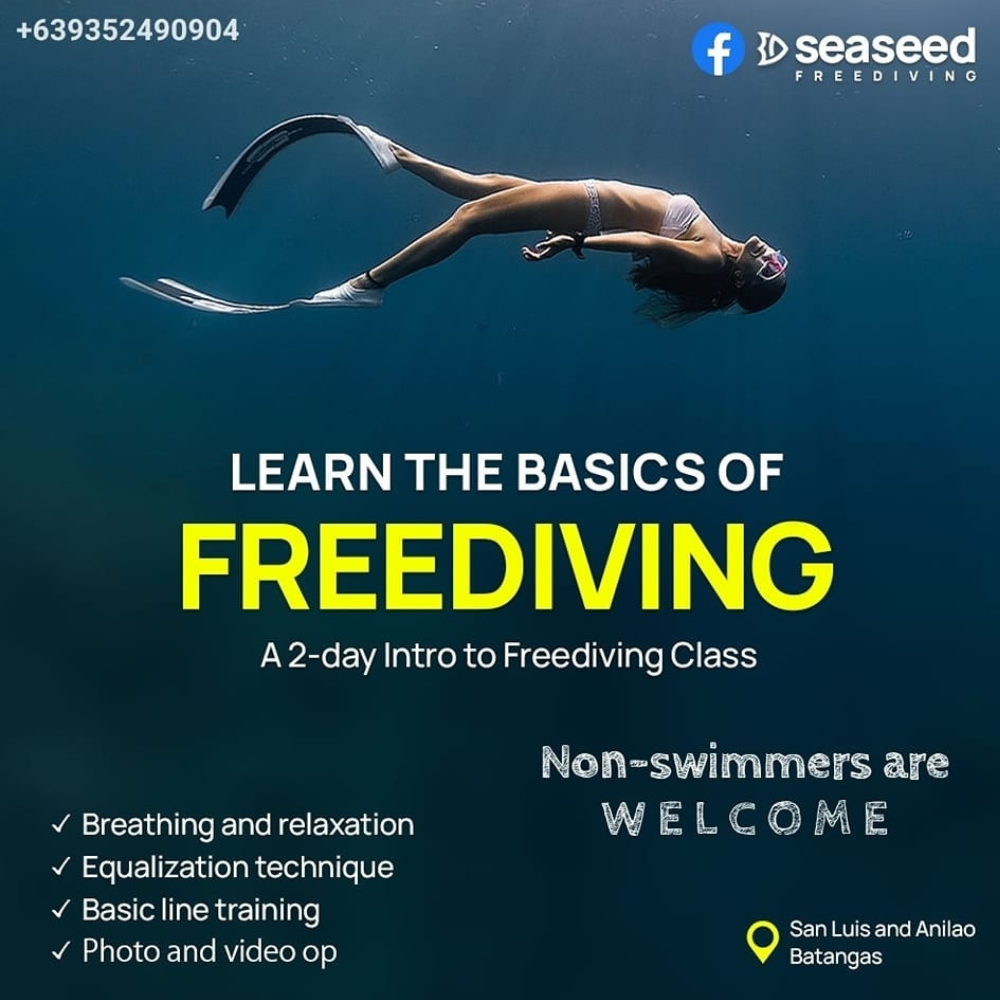 +639352490904
seaseed
FREEDIVING
LEARN THE BASICS OF
FREEDIVING
A 2-day Intro to Freediving Class
Non-swimmers are
WELCOME
✓ Breathing and relaxation
✓ Equalization technique
✓ Basic line training
✓ Photo and video op
San Luis and Anilao
Batangas